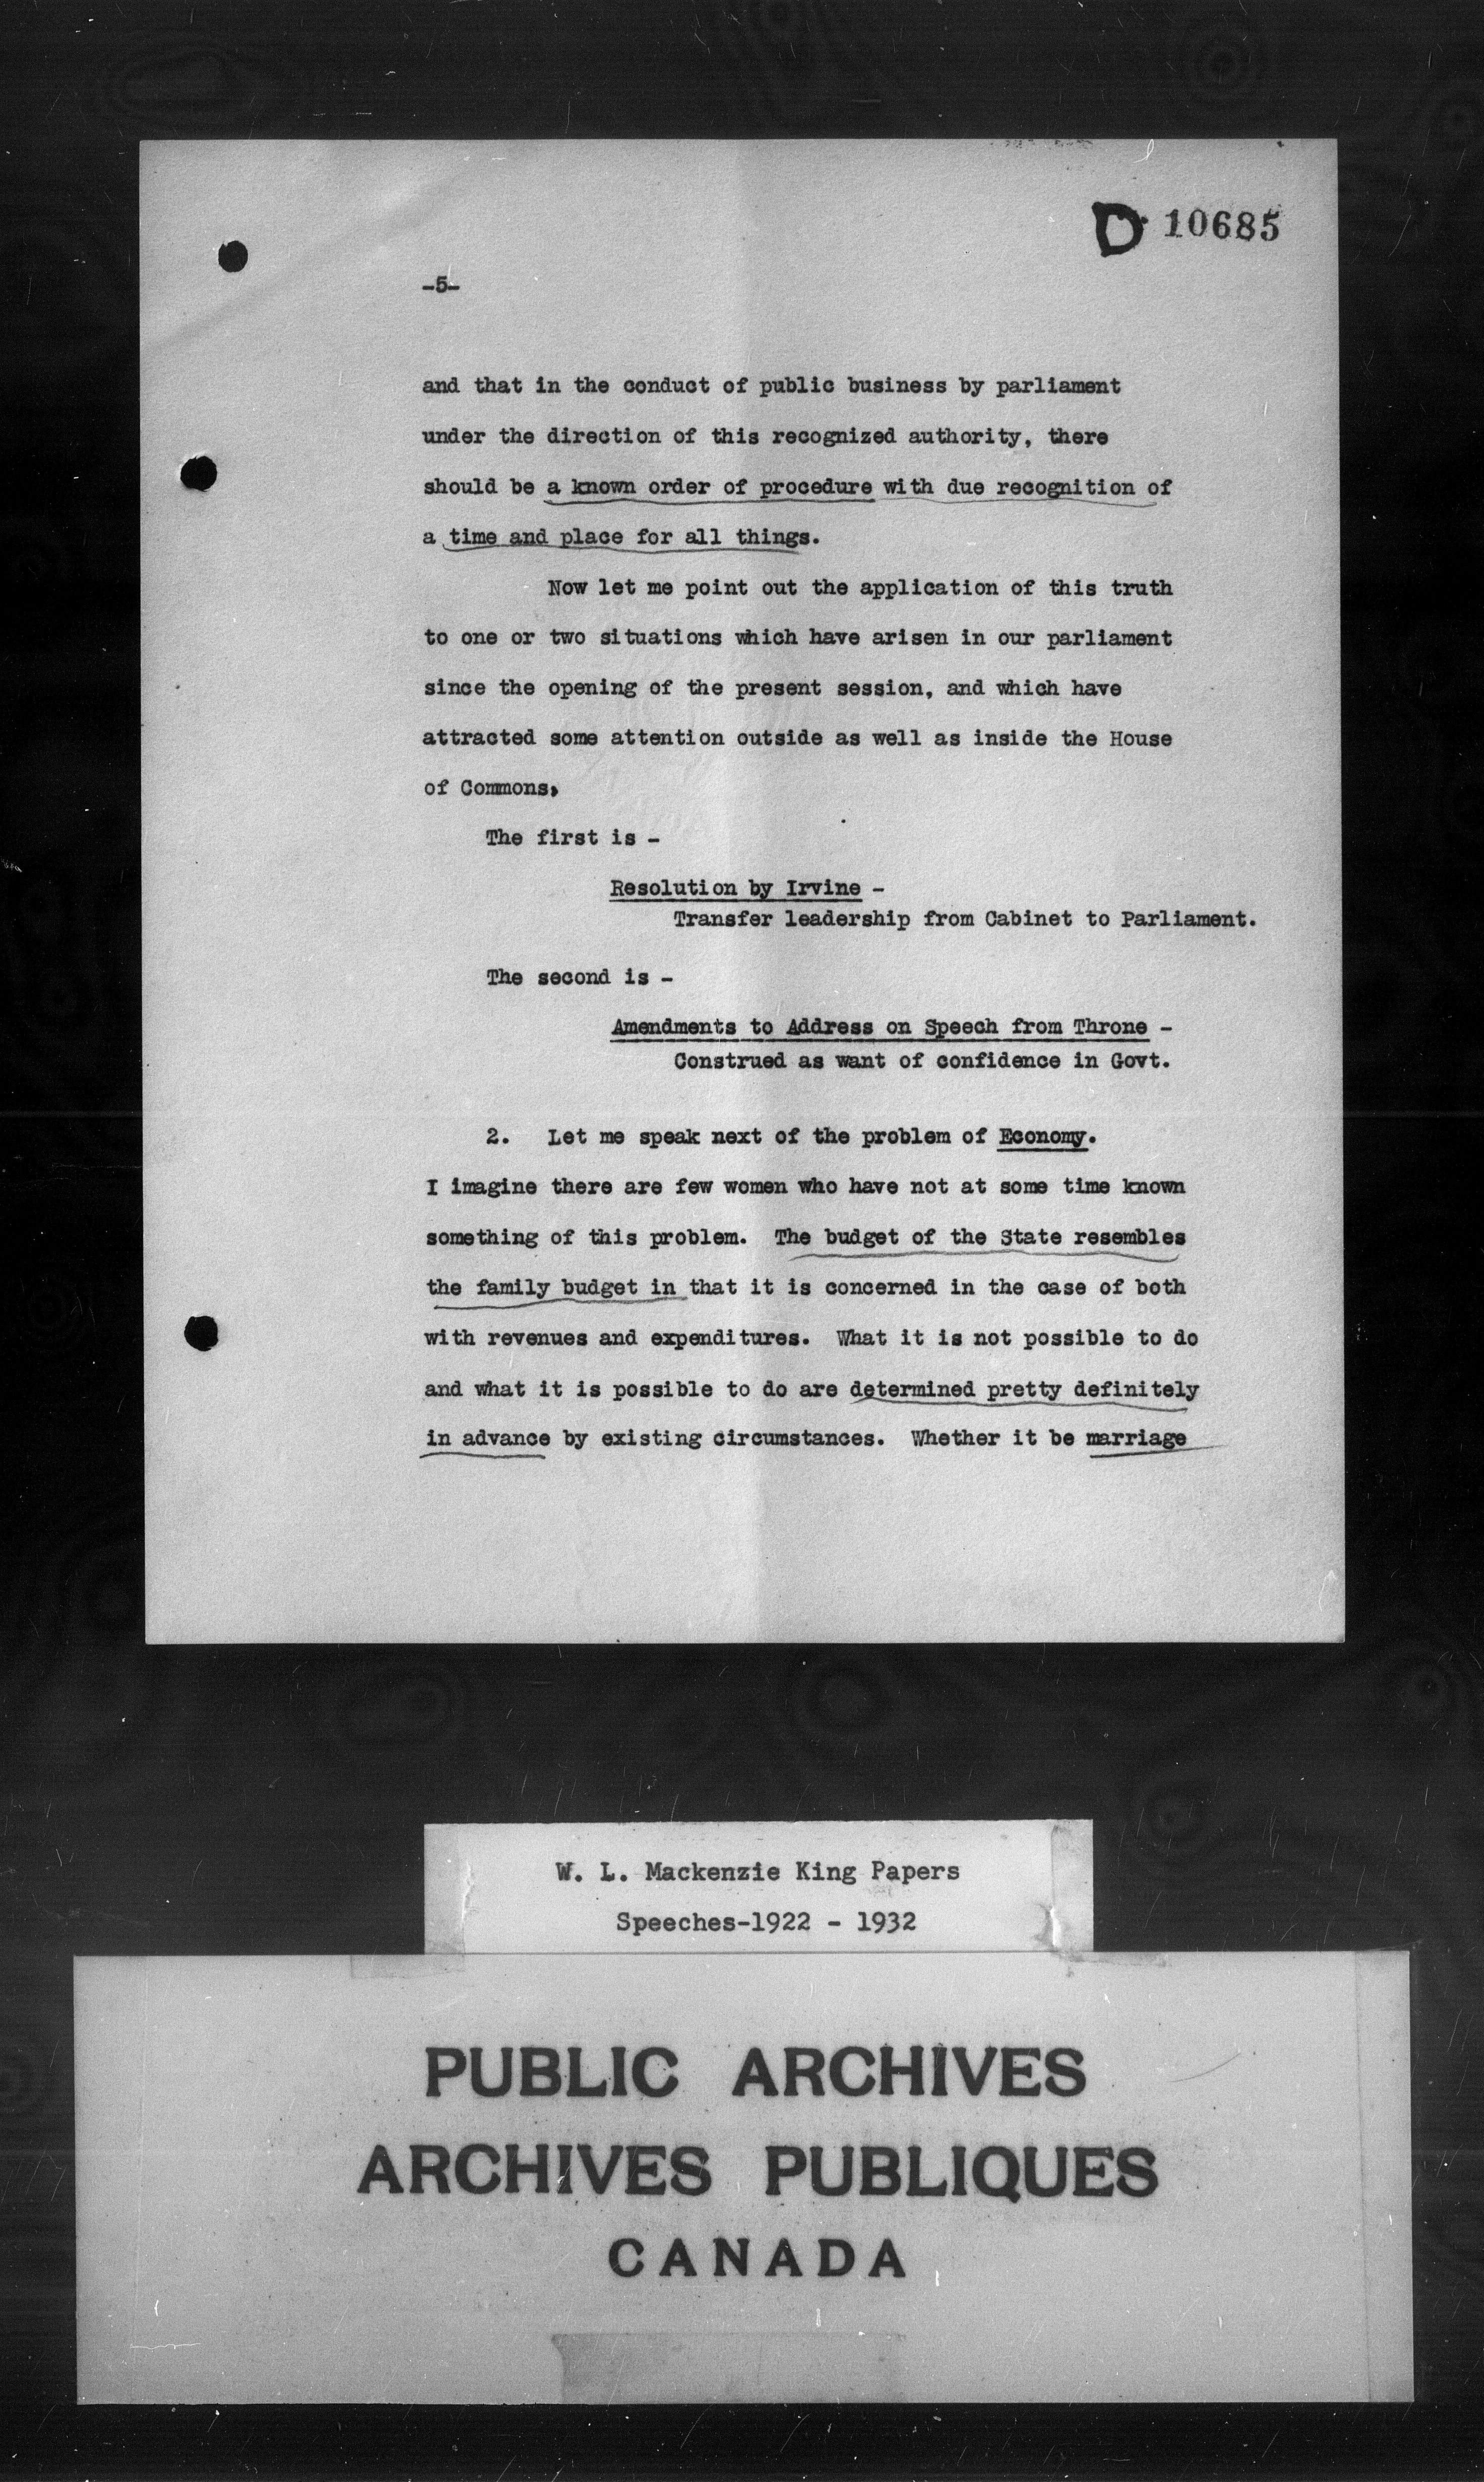 D 10685
-5-
and that in the conduct of public business by parliament
under the direction of this recognized authority, there
should be a known order of procedure with due recognition of
a time and place for all things.
Now let me point out the application of this truth
to one or two situations which have arisen in our parliament
since the opening of the present session, and which have
attracted some attention outside as well as inside the House
of Commons,
The first is -
Resolution by Irvine -
Transfer leadership from Cabinet to Parliament.
The second is -
Amendments to Address on Speech from Throne -
Construed as want of confidence in Govt.
2. Let me speak next of the problem of Economy.
I imagine there are few women who have not at some time known
something of this problem. The budget of the State resembles
the family budget in that it is concerned in the case of both
with revenues and expenditures. What it is not possible to do
and what it is possible to do are determined pretty definitely
in advance by existing circumstances. Whether it be marriage
W. L. Mackenzie King Papers
Speeches-1922 - 1932
PUBLIC ARCHIVES
ARCHIVES PUBLIQUES
CANADA